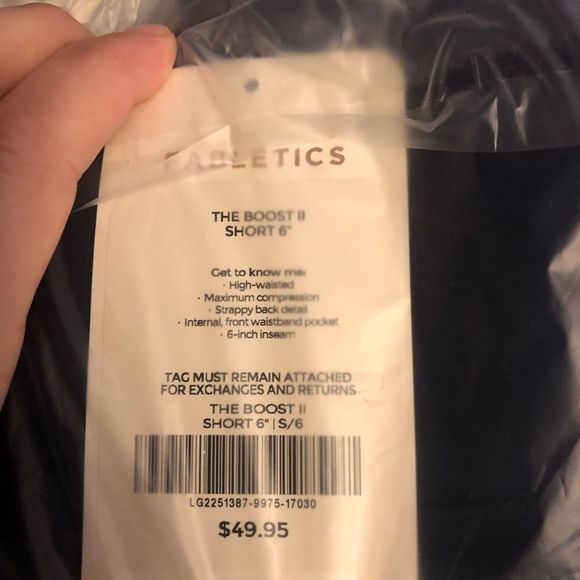 FABLETICS
THE BOOST II
SHORT 6"
Get to know me:
· High-waisted
· Maximum compression
· Strappy back detail
· Internal, front waistband pocket
· 6-inch inseam
TAG MUST REMAIN ATTACHED
FOR EXCHANGES AND RETURNS
THE BOOST II
SHORT 6" | S/6
LG2251387-9975-17030
$49.95